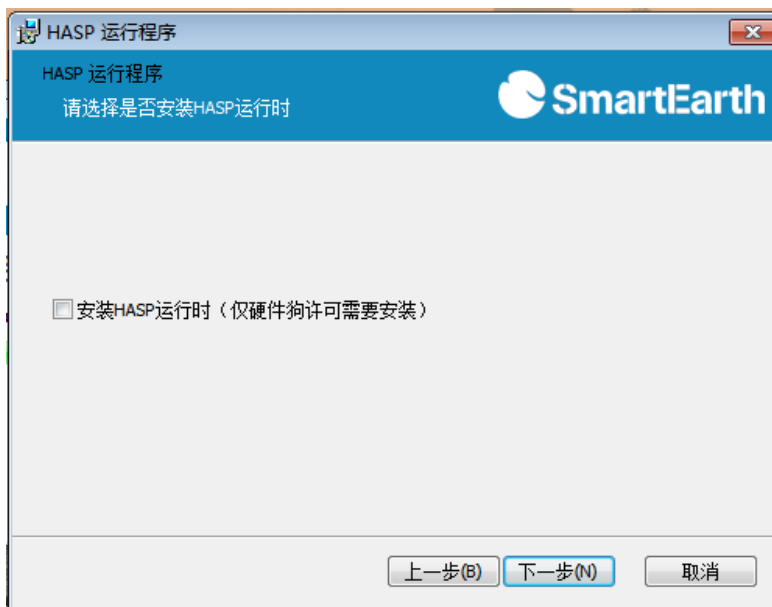 HASP 运行程序
HASP 运行程序
请选择是否安装HASP运行时
SmartEarth
安装HASP运行时（仅硬件狗许可需要安装）
上一步(B)
下一步(N)
取消